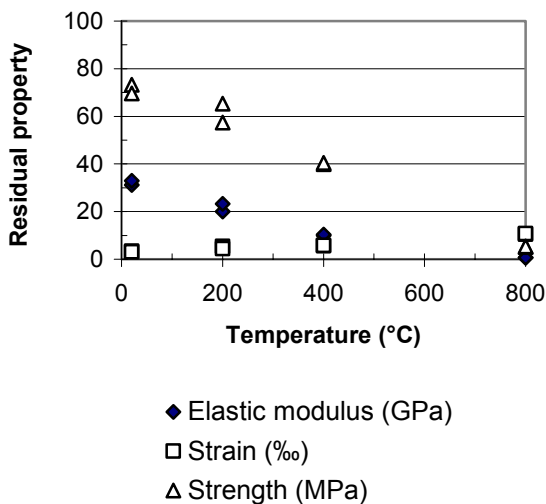 Residual property
100
80
60
40
20
0
0 200 400 600 800
Temperature (°C)
Elastic modulus (GPa)
Strain (‰)
Strength (MPa)